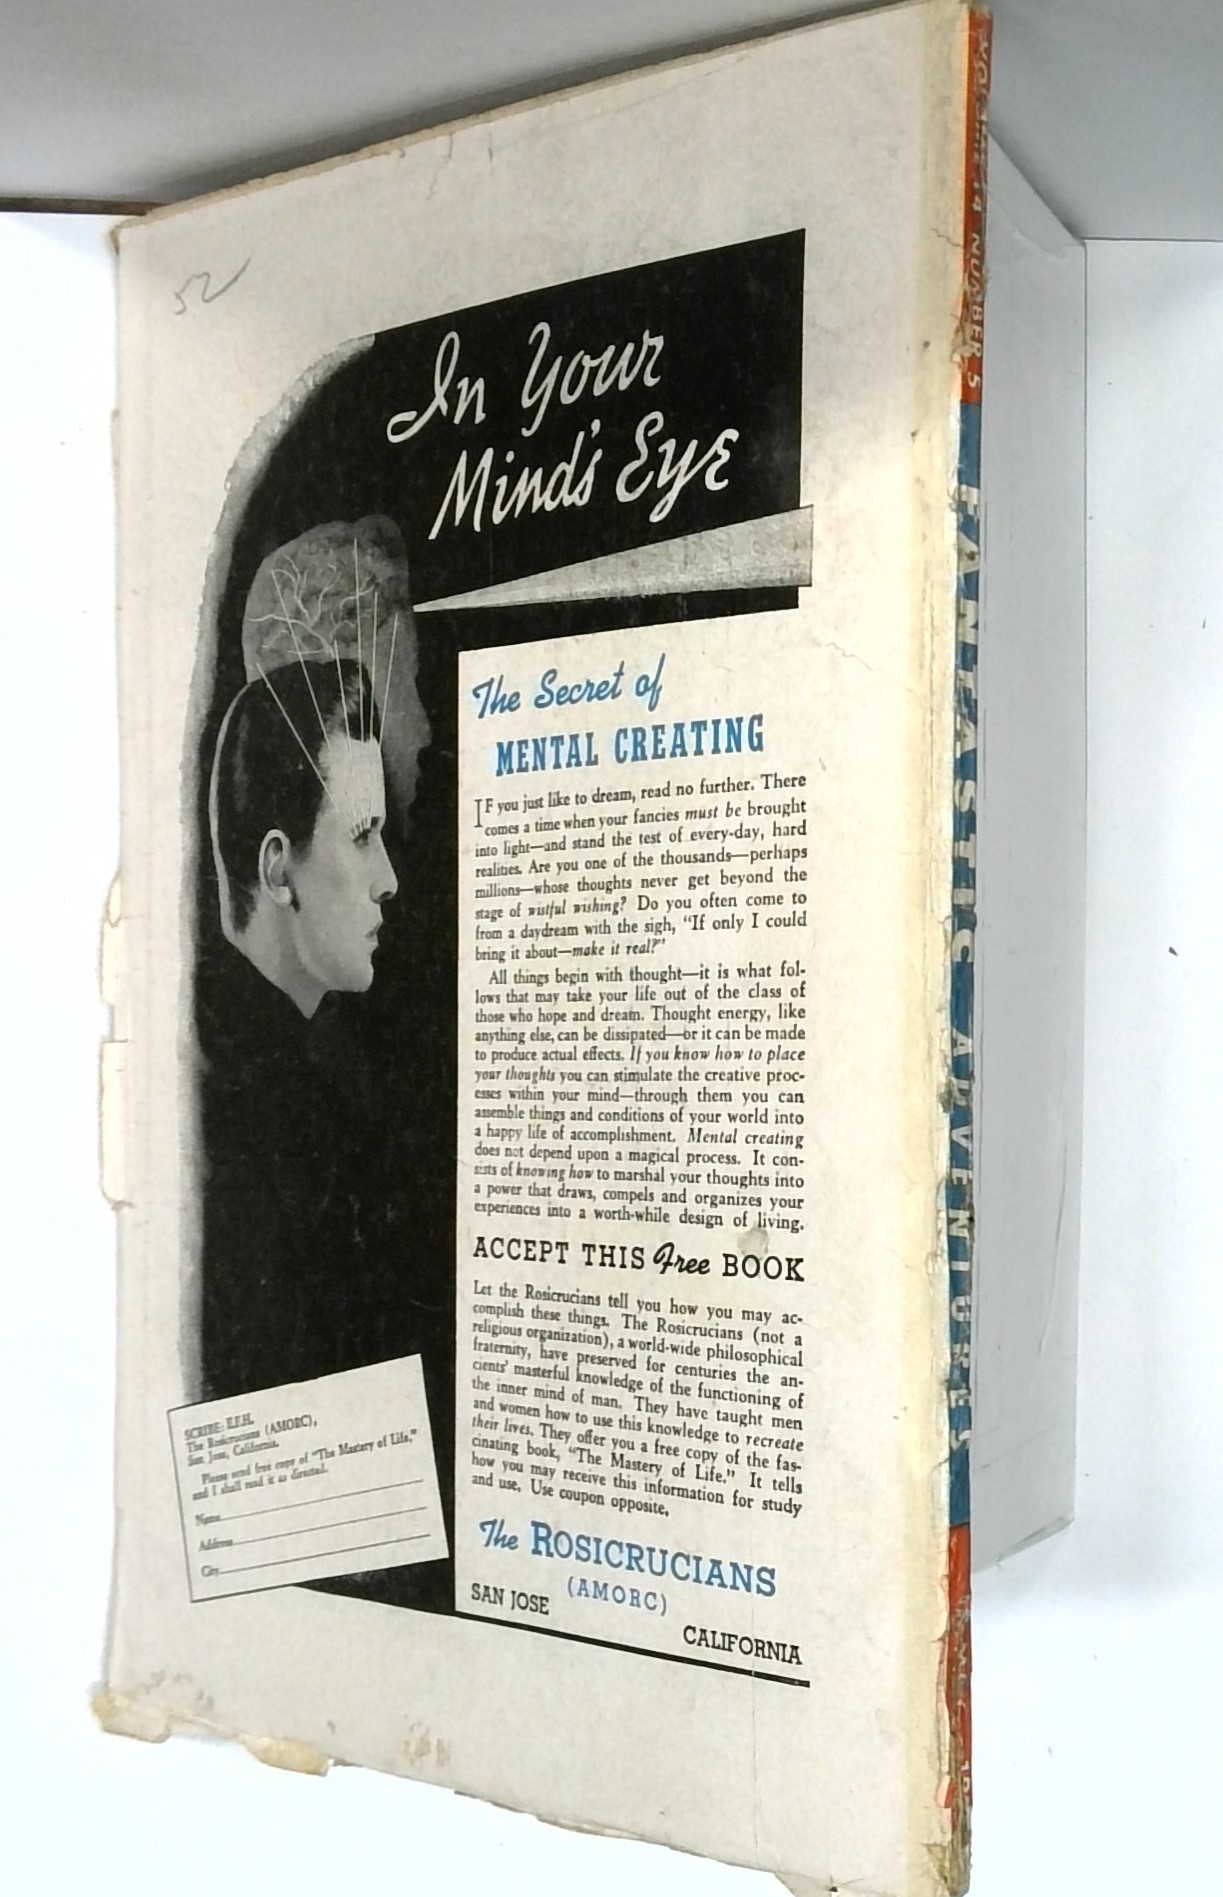 52
In Your
Mind's Eye
The Secret of
MENTAL CREATING
IF you just like to dream, read no further. There
comes a time when your fancies must be brought
into light—and stand the test of every-day, hard
realities. Are you one of the thousands—perhaps
millions—whose thoughts never get beyond the
stage of wistful wishing? Do you often come to
from a daydream with the sigh, "If only I could
bring it about—make it real?"
All things begin with thought—it is what fol-
lows that may take your life out of the class of
those who hope and dream. Thought energy, like
anything else, can be dissipated—or it can be made
to produce actual effects. If you know how to place
your thoughts you can stimulate the creative proc-
esses within your mind—through them you can
assemble things and conditions of your world into
a happy life of accomplishment. Mental creating
does not depend upon a magical process. It con-
sists of knowing how to marshal your thoughts into
a power that draws, compels and organizes your
experiences into a worth-while design of living.
ACCEPT THIS Free BOOK
Let the Rosicrucians tell you how you may ac-
complish these things. The Rosicrucians (not a
religious organization), a world-wide philosophical
fraternity, have preserved for centuries the an-
cients' masterful knowledge of the functioning of
the inner mind of man. They have taught men
and women how to use this knowledge to recreate
their lives. They offer you a free copy of the fas-
cinating book, "The Mastery of Life." It tells
how you may receive this information for study
and use. Use coupon opposite.
The ROSICRUCIANS
(AMORC)
SAN JOSE
CALIFORNIA
SCRIBE: E.F.H.
The Rosicrucians (AMORC),
San Jose, California.
Please send free copy of "The Mastery of Life,"
and I shall read it as directed.
Name
Address
City
VOLUME 14 NUMBER 5
FANTASTIC ADVENTURES